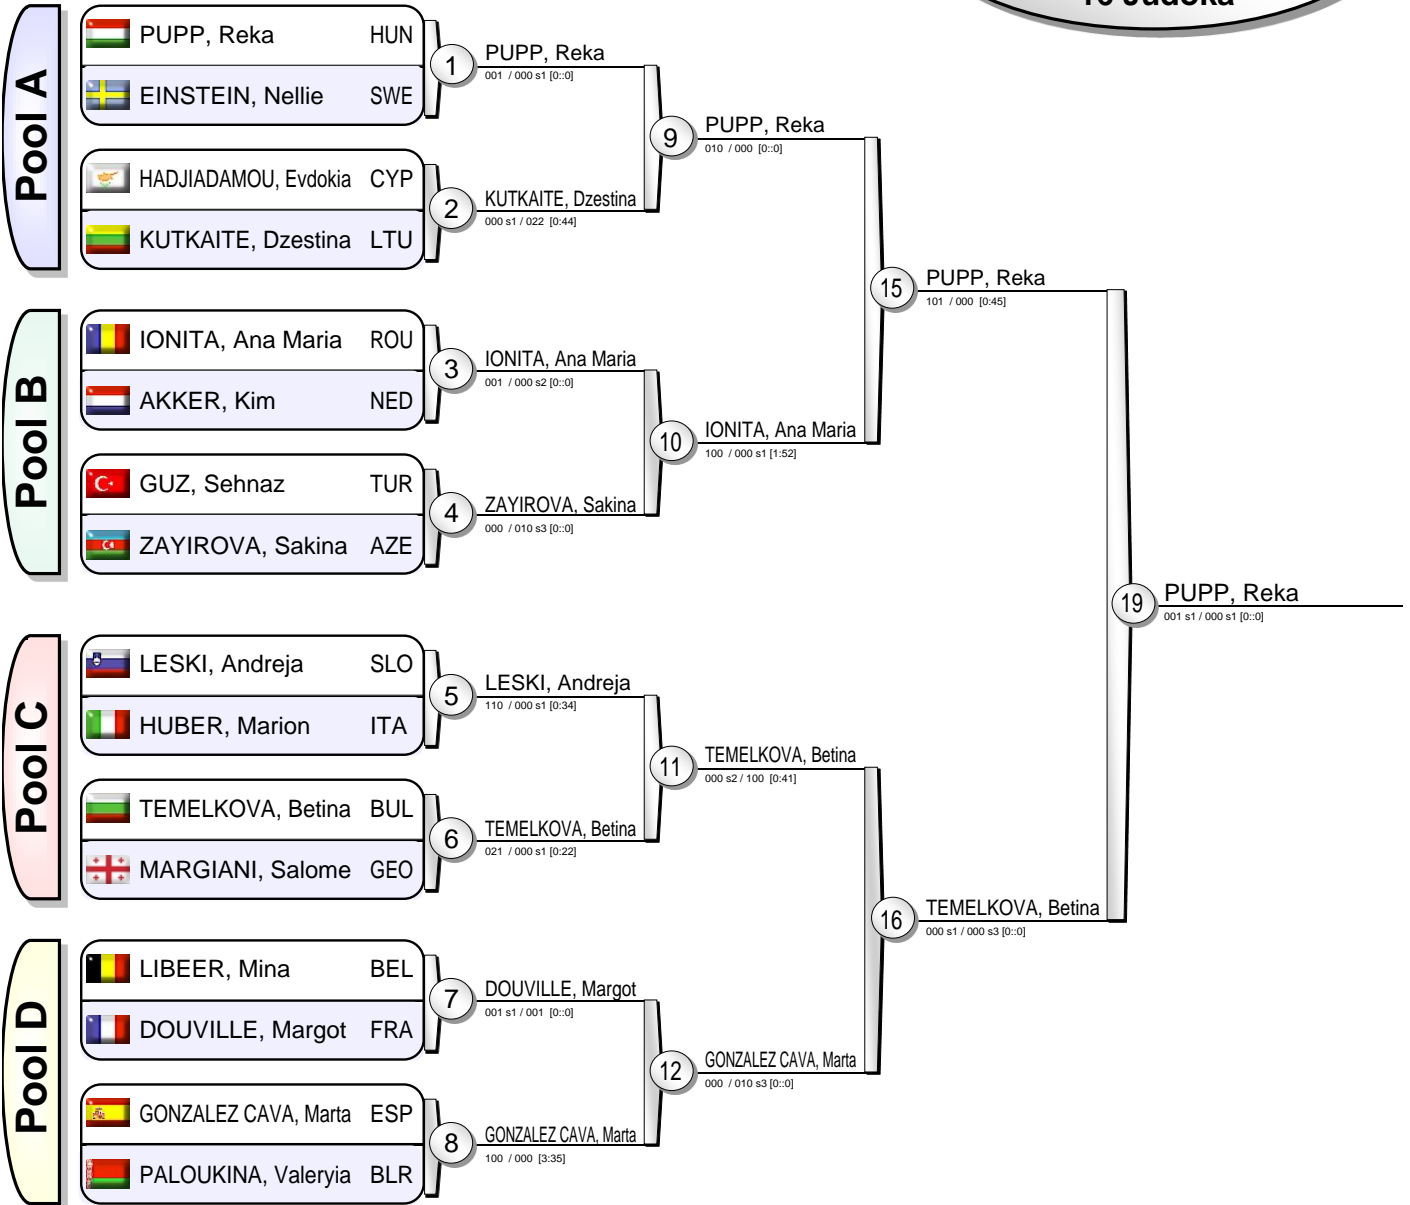 16 Judoka
Pool A
PUPP, Reka HUN
EINSTEIN, Nellie SWE
HADJIADAMOU, Evdokia CYP
KUTKAITE, Dzestina LTU
Pool B
IONITA, Ana Maria ROU
AKKER, Kim NED
GUZ, Sehnaz TUR
ZAYIROVA, Sakina AZE
Pool C
LESKI, Andreja SLO
HUBER, Marion ITA
TEMELKOVA, Betina BUL
MARGIANI, Salome GEO
Pool D
LIBEER, Mina BEL
DOUVILLE, Margot FRA
GONZALEZ CAVA, Marta ESP
PALOUKINA, Valeryia BLR
1 PUPP, Reka
001 / 000 s1 [0::0]
2 KUTKAITE, Dzestina
000 s1 / 022 [0:44]
3 IONITA, Ana Maria
001 / 000 s2 [0::0]
4 ZAYIROVA, Sakina
000 / 010 s3 [0::0]
5 LESKI, Andreja
110 / 000 s1 [0:34]
6 TEMELKOVA, Betina
021 / 000 s1 [0:22]
7 DOUVILLE, Margot
001 s1 / 001 [0::0]
8 GONZALEZ CAVA, Marta
100 / 000 [3:35]
9 PUPP, Reka
010 / 000 [0::0]
10 IONITA, Ana Maria
100 / 000 s1 [1:52]
11 TEMELKOVA, Betina
000 s2 / 100 [0:41]
12 GONZALEZ CAVA, Marta
000 / 010 s3 [0::0]
15 PUPP, Reka
101 / 000 [0:45]
16 TEMELKOVA, Betina
000 s1 / 000 s3 [0::0]
19 PUPP, Reka
001 s1 / 000 s1 [0::0]